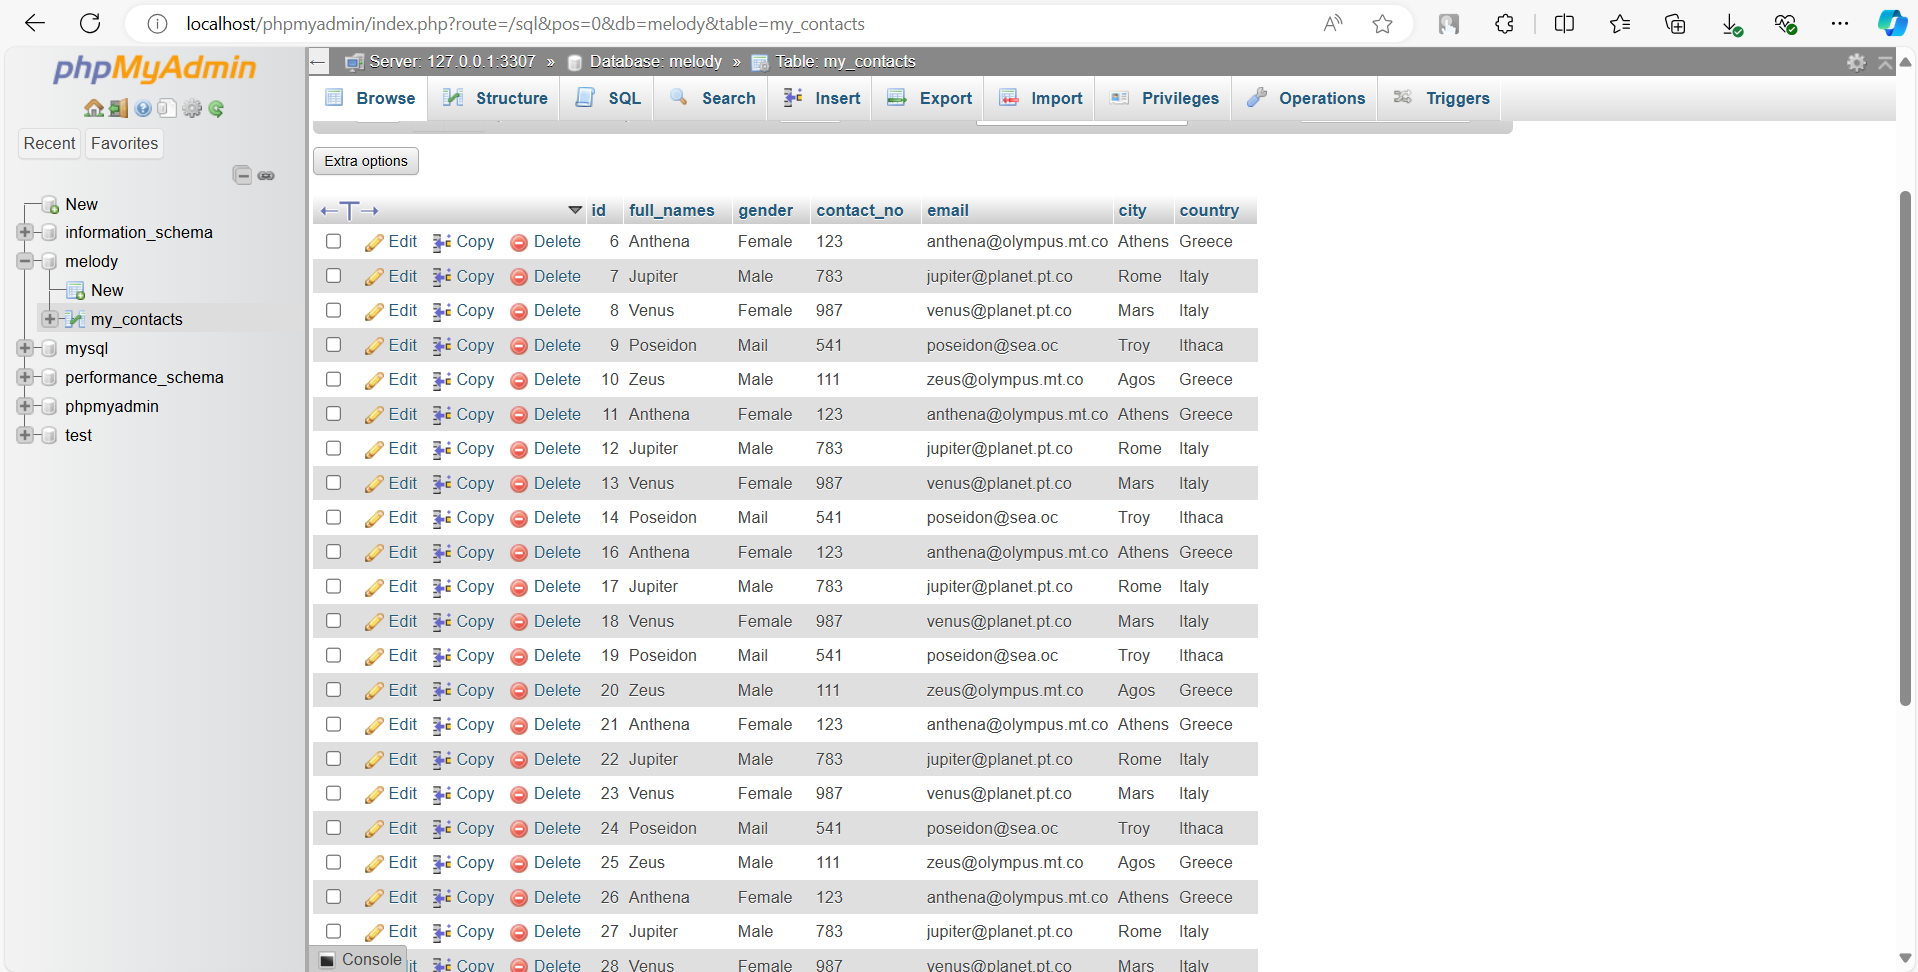 localhost/phpmyadmin/index.php?route=/sql&pos=0&db=melody&table=my_contacts
phpMyAdmin
Recent Favorites
New
information_schema
melody
New
my_contacts
mysql
performance_schema
phpmyadmin
test
Server: 127.0.0.1:3307 » Database: melody » Table: my_contacts
Browse Structure SQL Search Insert Export Import Privileges Operations Triggers
Extra options
←T→ id full_names gender contact_no email city country
Edit Copy Delete 6 Anthena Female 123 anthena@olympus.mt.co Athens Greece
Edit Copy Delete 7 Jupiter Male 783 jupiter@planet.pt.co Rome Italy
Edit Copy Delete 8 Venus Female 987 venus@planet.pt.co Mars Italy
Edit Copy Delete 9 Poseidon Mail 541 poseidon@sea.oc Troy Ithaca
Edit Copy Delete 10 Zeus Male 111 zeus@olympus.mt.co Agos Greece
Edit Copy Delete 11 Anthena Female 123 anthena@olympus.mt.co Athens Greece
Edit Copy Delete 12 Jupiter Male 783 jupiter@planet.pt.co Rome Italy
Edit Copy Delete 13 Venus Female 987 venus@planet.pt.co Mars Italy
Edit Copy Delete 14 Poseidon Mail 541 poseidon@sea.oc Troy Ithaca
Edit Copy Delete 16 Anthena Female 123 anthena@olympus.mt.co Athens Greece
Edit Copy Delete 17 Jupiter Male 783 jupiter@planet.pt.co Rome Italy
Edit Copy Delete 18 Venus Female 987 venus@planet.pt.co Mars Italy
Edit Copy Delete 19 Poseidon Mail 541 poseidon@sea.oc Troy Ithaca
Edit Copy Delete 20 Zeus Male 111 zeus@olympus.mt.co Agos Greece
Edit Copy Delete 21 Anthena Female 123 anthena@olympus.mt.co Athens Greece
Edit Copy Delete 22 Jupiter Male 783 jupiter@planet.pt.co Rome Italy
Edit Copy Delete 23 Venus Female 987 venus@planet.pt.co Mars Italy
Edit Copy Delete 24 Poseidon Mail 541 poseidon@sea.oc Troy Ithaca
Edit Copy Delete 25 Zeus Male 111 zeus@olympus.mt.co Agos Greece
Edit Copy Delete 26 Anthena Female 123 anthena@olympus.mt.co Athens Greece
Edit Copy Delete 27 Jupiter Male 783 jupiter@planet.pt.co Rome Italy
Copy Delete 28 Venus Female 987 venus@planet.pt.co Mars Italy
Console